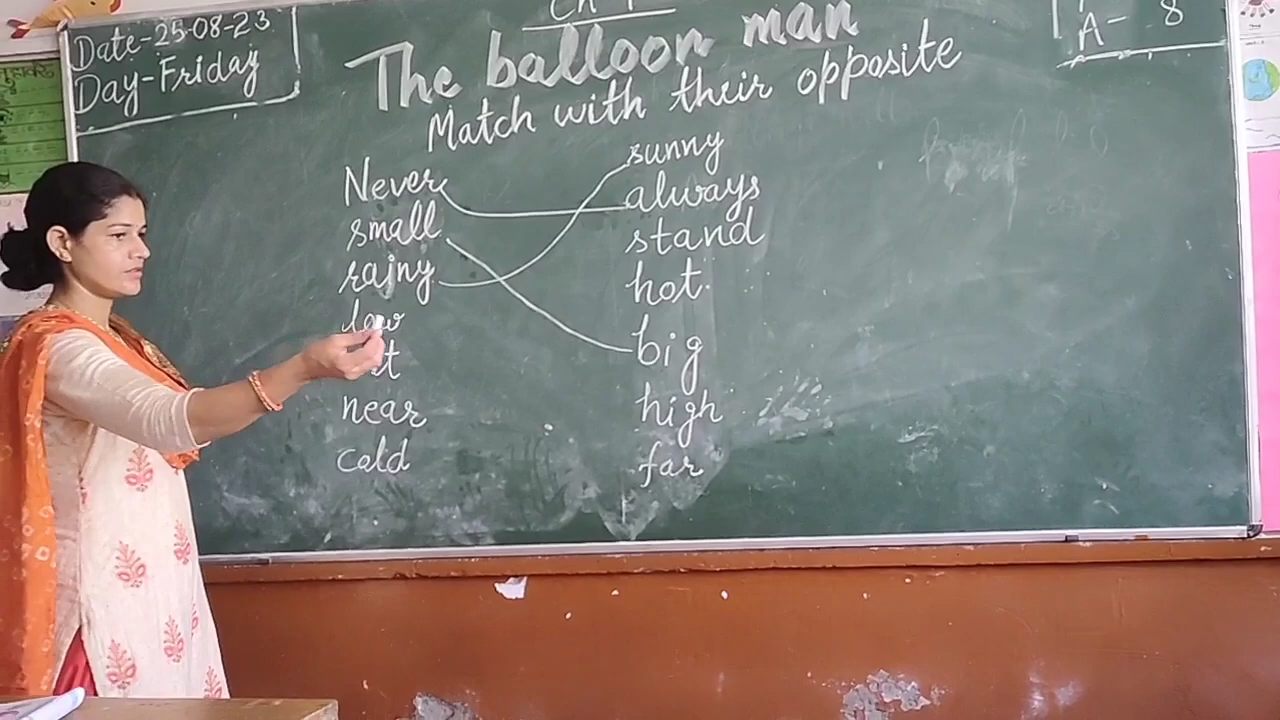 Date-25-08-23
Day-Friday
The balloon man
Match with their opposite
A- 8
Never sunny
small always
rainy stand
low hot
big
near high
cold far